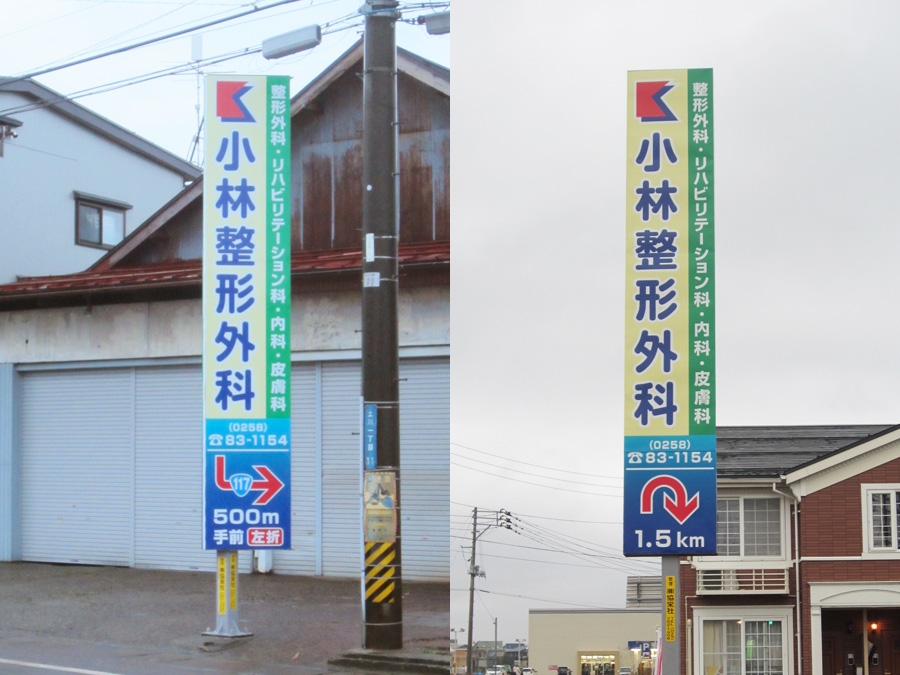 小林整形外科
整形外科・リハビリテーション科・内科・皮膚科
(0258)
☎83-1154
117
500m
手前 左折
小林整形外科
整形外科・リハビリテーション科・内科・皮膚科
(0258)
☎83-1154
1.5 km
P